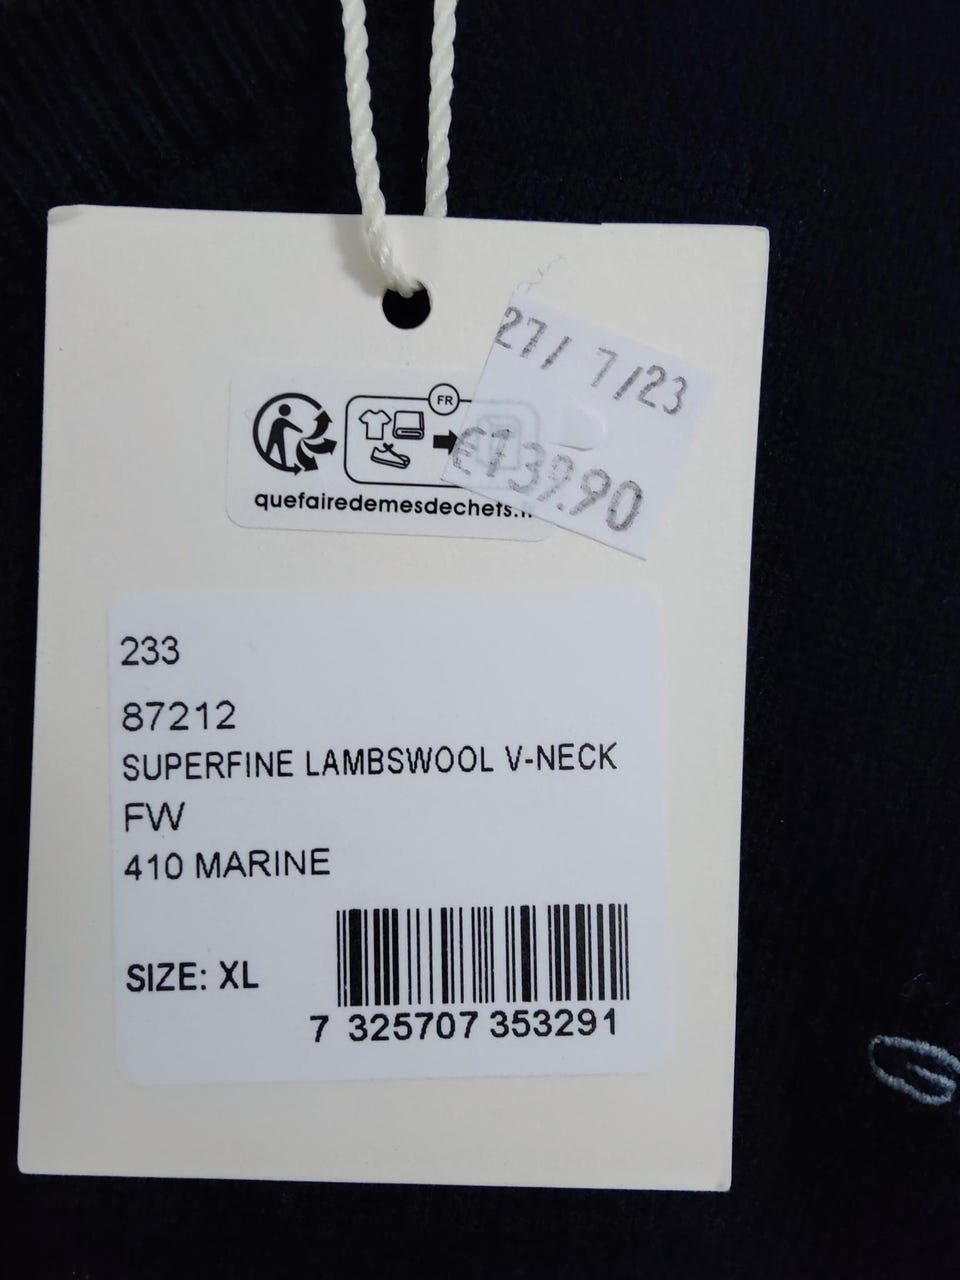 27/ 7/23
FR
€139.90
quefairedemesdechets.fr
233
87212
SUPERFINE LAMBSWOOL V-NECK
FW
410 MARINE
SIZE: XL
7 325707 353291